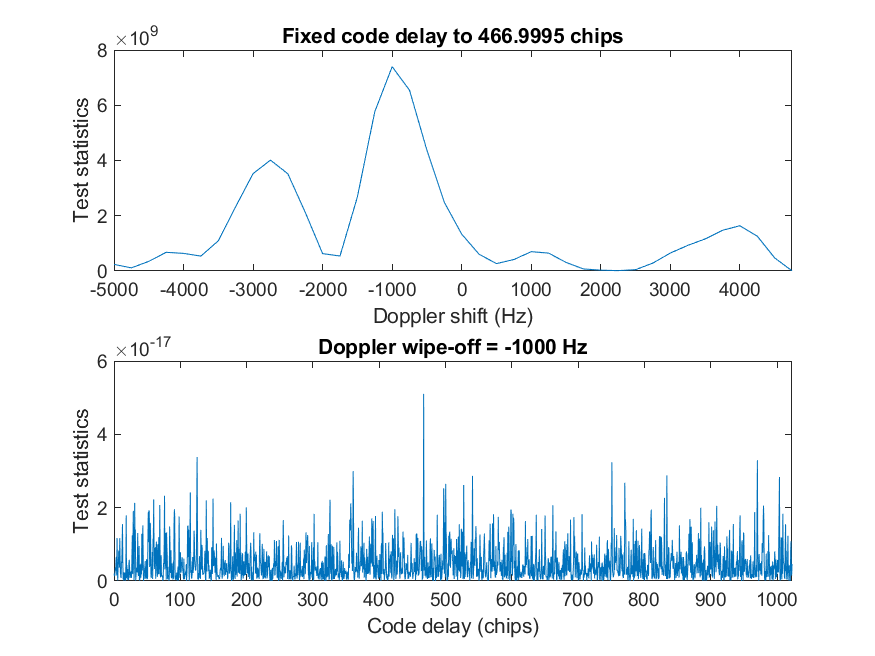 ×10^9
Fixed code delay to 466.9995 chips
Test statistics
8
6
4
2
0
-5000 -4000 -3000 -2000 -1000 0 1000 2000 3000 4000
Doppler shift (Hz)
×10^-17
Doppler wipe-off = -1000 Hz
Test statistics
6
4
2
0
0 100 200 300 400 500 600 700 800 900 1000
Code delay (chips)